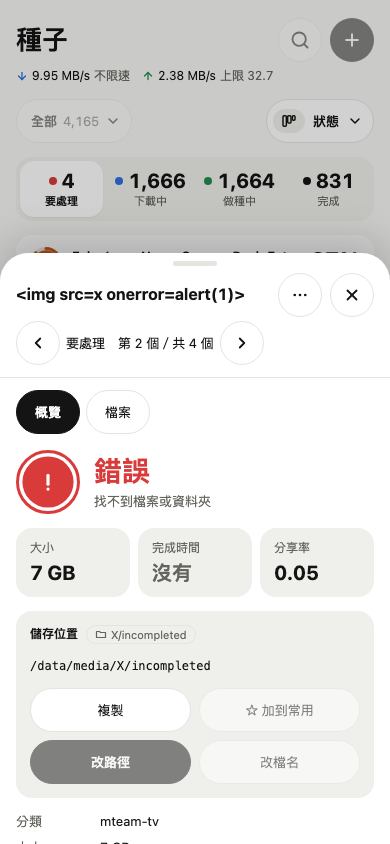 種子
9.95 MB/s 不限速 2.38 MB/s 上限 32.7
全部 4,165
狀態
4 1,666 1,664 831
要處理 下載中 做種中 完成
<img src=x onerror=alert(1)>
要處理 第 2 個 / 共 4 個
概覽 檔案
錯誤
找不到檔案或資料夾
大小 完成時間 分享率
7 GB 沒有 0.05
儲存位置 X/incompleted
/data/media/X/incompleted
複製 ☆ 加到常用
改路徑 改檔名
分類 mteam-tv